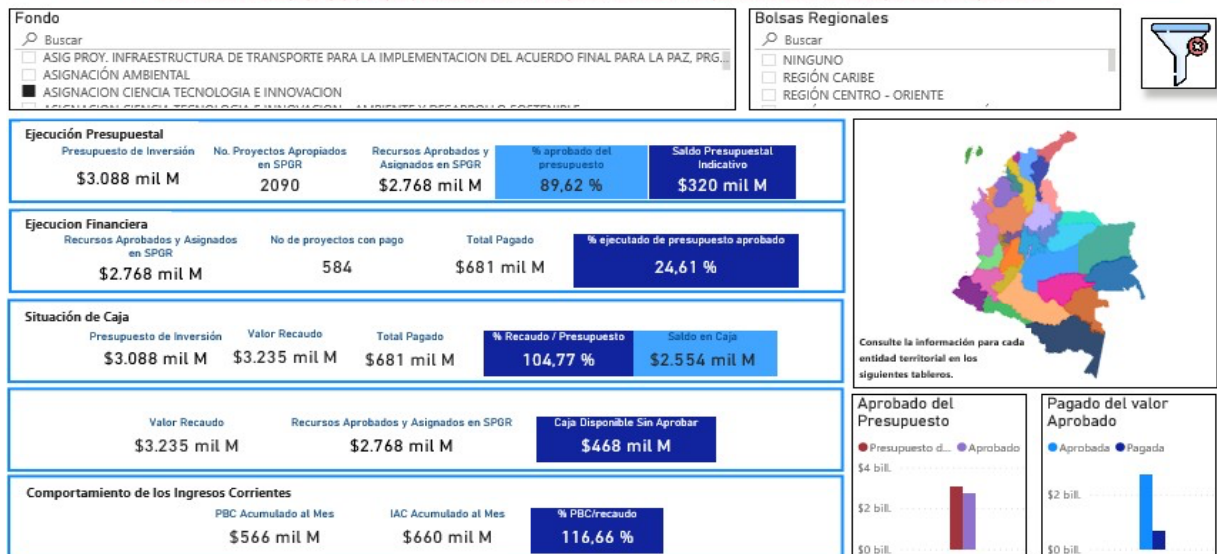 Fondo
Buscar
ASIG PROY. INFRAESTRUCTURA DE TRANSPORTE PARA LA IMPLEMENTACION DEL ACUERDO FINAL PARA LA PAZ, PRG...
ASIGNACIÓN AMBIENTAL
ASIGNACION CIENCIA TECNOLOGIA E INNOVACION
ASIGNACION CIENCIA TECNOLOGIA E INNOVACION - AMBIENTE Y DESARROLLO SOSTENIBLE
Bolsas Regionales
Buscar
NINGUNO
REGIÓN CARIBE
REGIÓN CENTRO - ORIENTE
Ejecución Presupuestal
Presupuesto de Inversión
$3.088 mil M
No. Proyectos Apropiados
en SPGR
2090
Recursos Aprobados y
Asignados en SPGR
$2.768 mil M
% aprobado del
presupuesto
89,62 %
Saldo Presupuestal
Indicativo
$320 mil M
Ejecucion Financiera
Recursos Aprobados y Asignados
en SPGR
$2.768 mil M
No de proyectos con pago
584
Total Pagado
$681 mil M
% ejecutado de presupuesto aprobado
24,61 %
Situación de Caja
Presupuesto de Inversión
$3.088 mil M
Valor Recaudo
$3.235 mil M
Total Pagado
$681 mil M
% Recaudo / Presupuesto
104,77 %
Saldo en Caja
$2.554 mil M
Valor Recaudo
$3.235 mil M
Recursos Aprobados y Asignados en SPGR
$2.768 mil M
Caja Disponible Sin Aprobar
$468 mil M
Comportamiento de los Ingresos Corrientes
PBC Acumulado al Mes
$566 mil M
IAC Acumulado al Mes
$660 mil M
% PBC/recaudo
116,66 %
Consulte la información para cada
entidad territorial en los
siguientes tableros.
Aprobado del
Presupuesto
Presupuesto d... Aprobado
$4 bill.
$2 bill.
$0 bill.
Pagado del valor
Aprobado
Aprobada Pagada
$2 bill.
$0 bill.